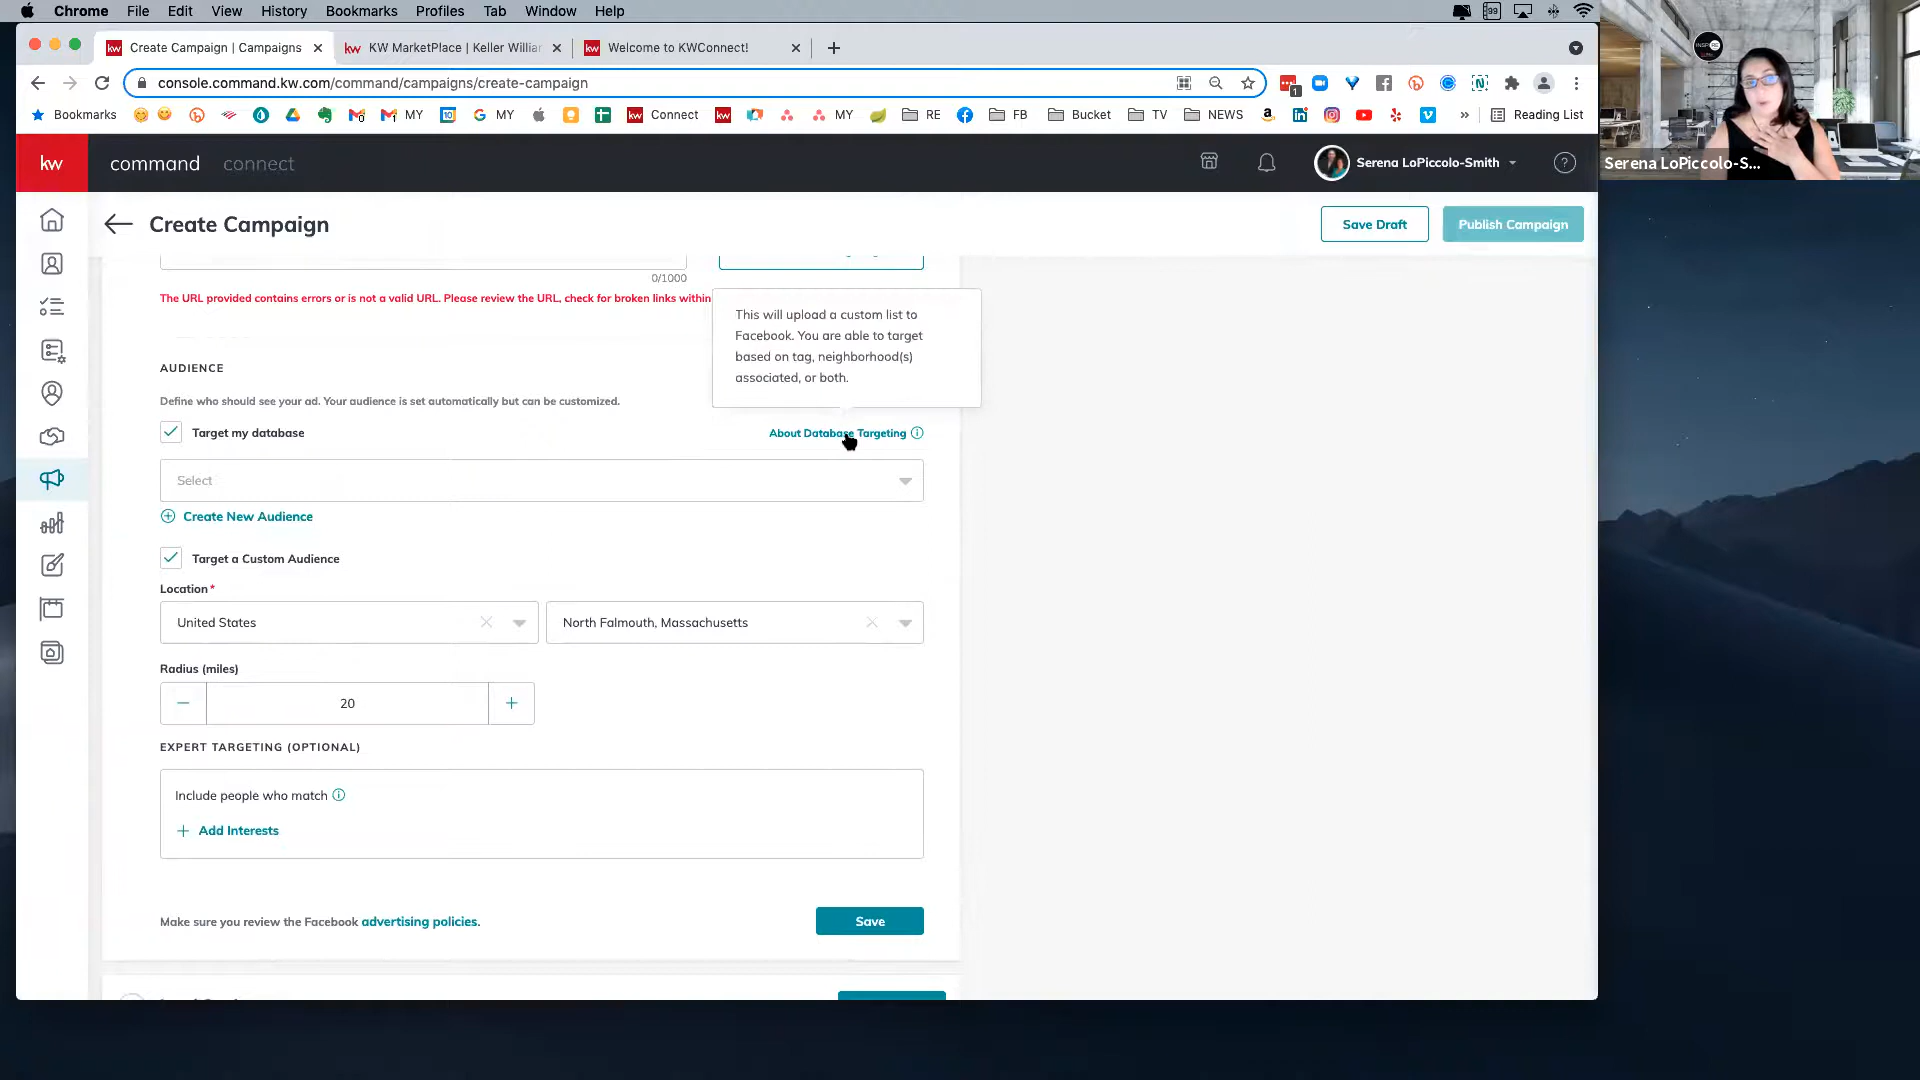 Chrome File Edit View History Bookmarks Profiles Tab Window Help
99
Create Campaign | Campaigns
KW MarketPlace | Keller Willia
Welcome to KWConnect!
console.command.kw.com/command/campaigns/create-campaign
1
Bookmarks
MY
MY
Connect
MY
RE
FB
Bucket
TV
NEWS
Reading List
kw command connect
Serena LoPiccolo-Smith
Serena LoPiccolo-S...
Create Campaign
Save Draft
Publish Campaign
0/1000
The URL provided contains errors or is not a valid URL. Please review the URL, check for broken links within
This will upload a custom list to
Facebook. You are able to target
based on tag, neighborhood(s)
associated, or both.
AUDIENCE
Define who should see your ad. Your audience is set automatically but can be customized.
Target my database
About Database Targeting
Select
Create New Audience
Target a Custom Audience
Location*
United States
North Falmouth, Massachusetts
Radius (miles)
20
EXPERT TARGETING (OPTIONAL)
Include people who match
+ Add Interests
Make sure you review the Facebook advertising policies.
Save